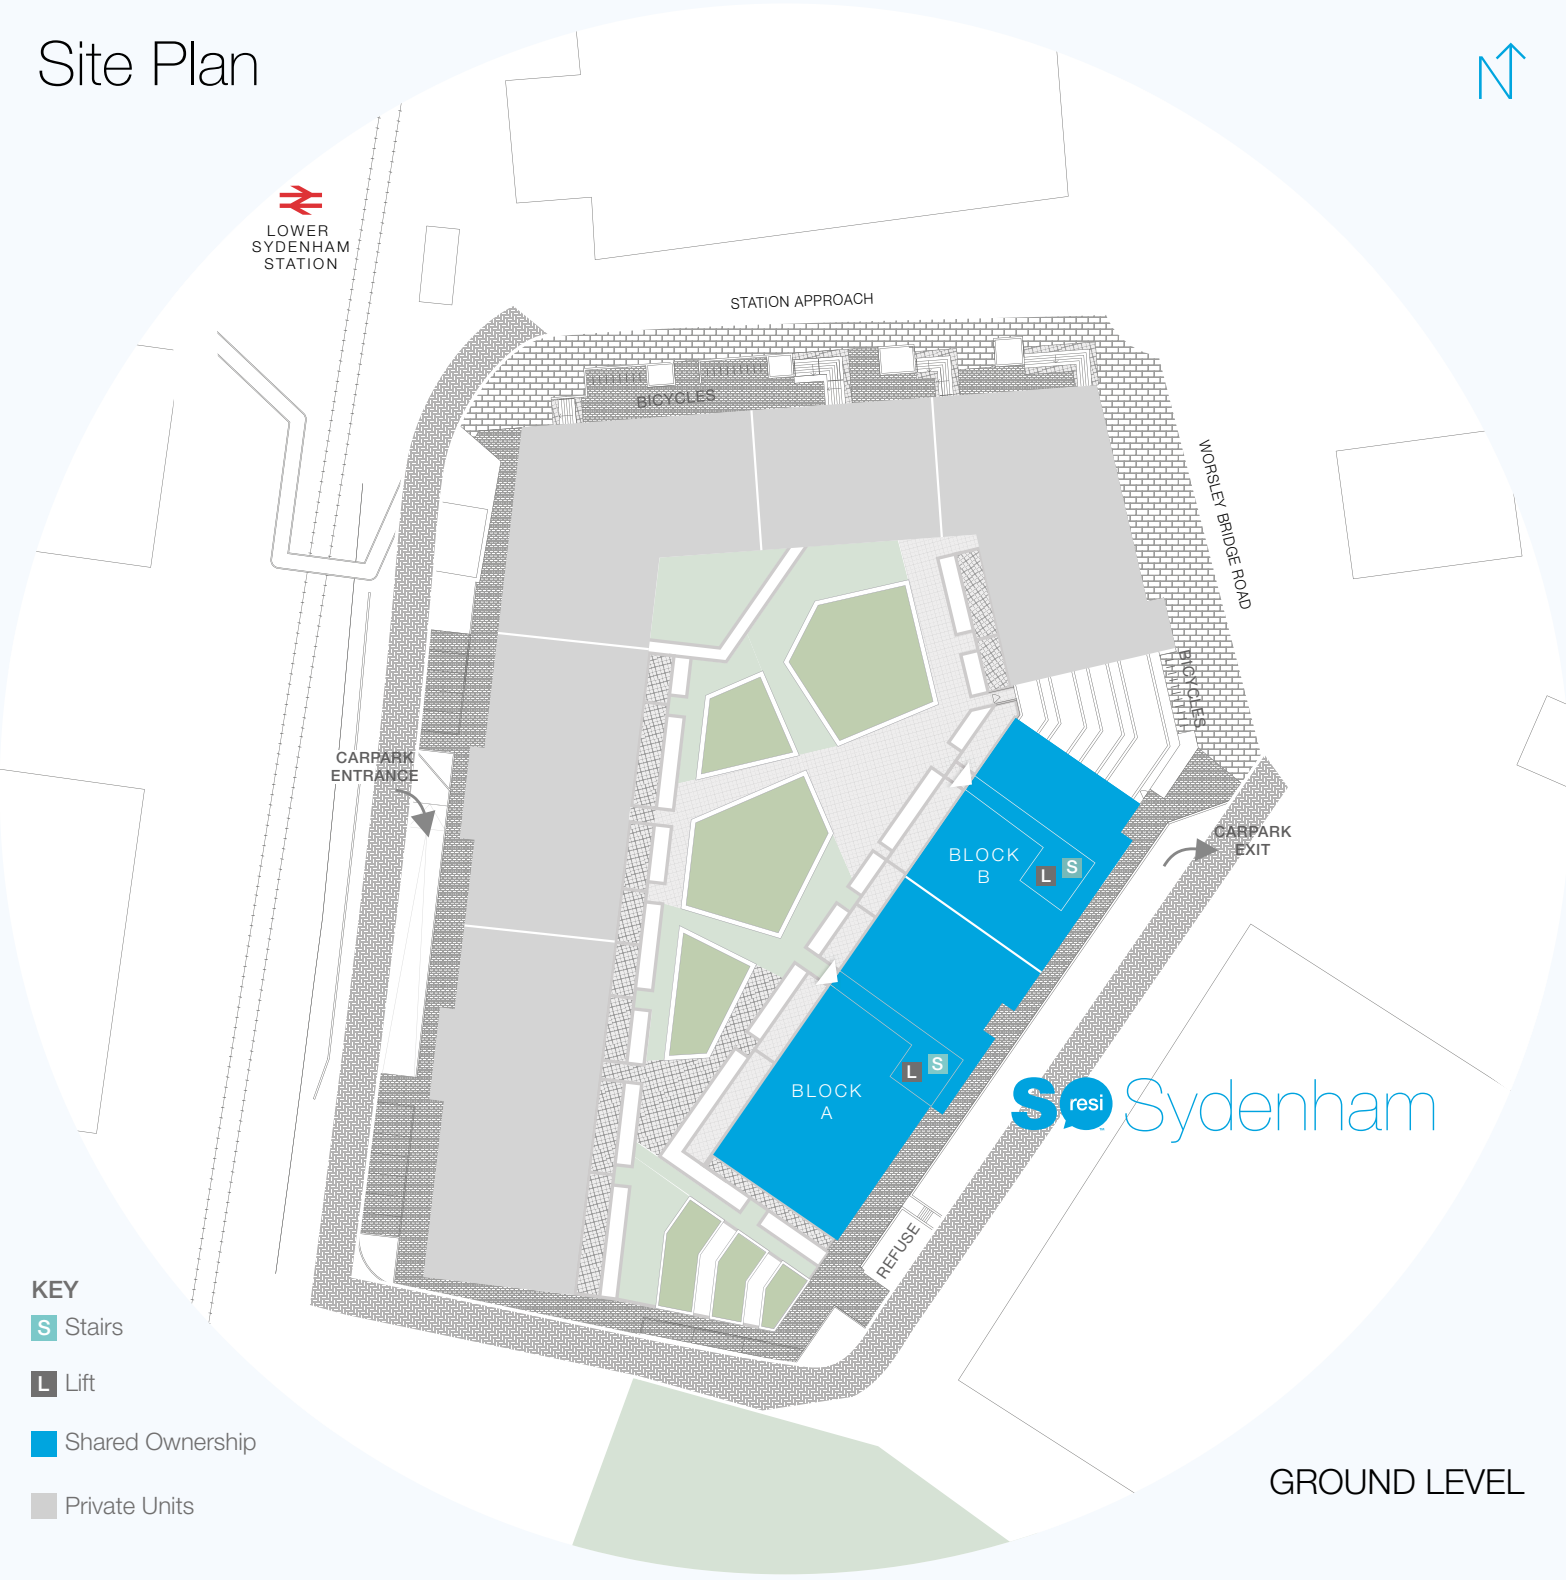 Site Plan
N
LOWER
SYDENHAM
STATION
STATION APPROACH
BICYCLES
WORSLEY BRIDGE ROAD
BICYCLES
CARPARK
ENTRANCE
CARPARK
EXIT
BLOCK
B
L
S
BLOCK
A
L
S
so resi Sydenham
REFUSE
KEY
S Stairs
L Lift
Shared Ownership
Private Units
GROUND LEVEL